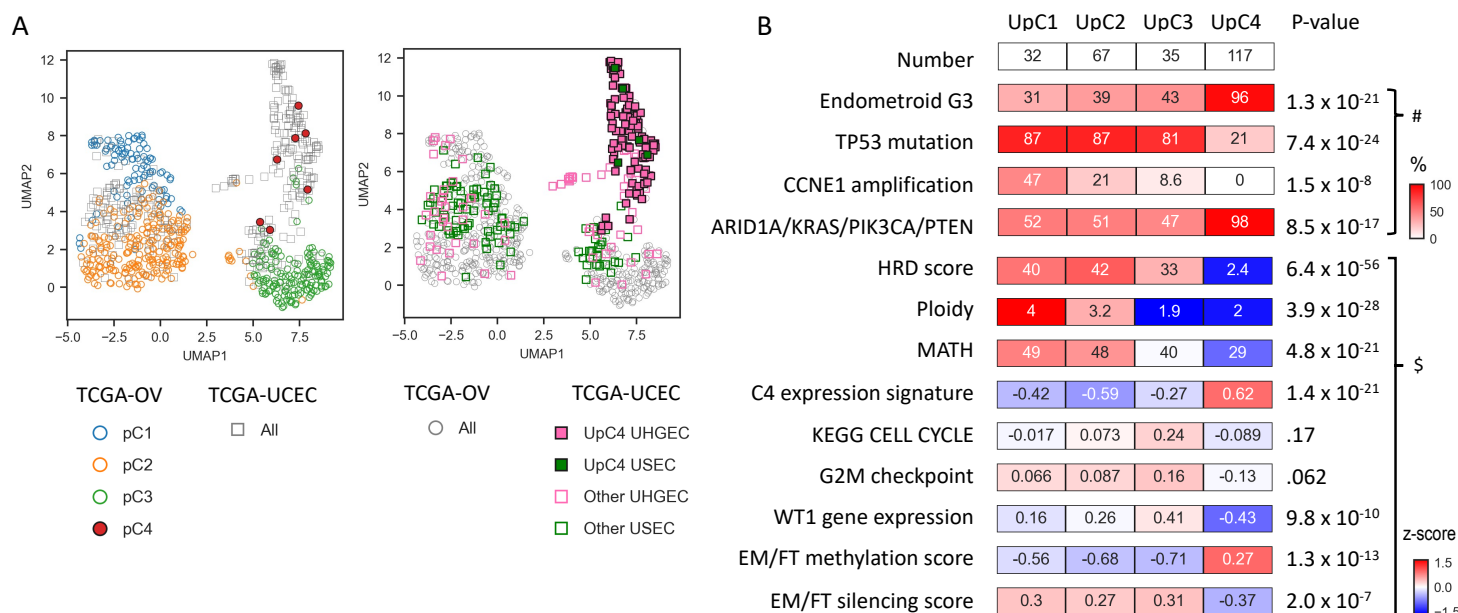 A
12
10
8
6
4
2
0
UMAP2
−5.0 −2.5 0.0 2.5 5.0 7.5
UMAP1
TCGA-OV TCGA-UCEC
pC1 All
pC2
pC3
pC4
12
10
8
6
4
2
0
UMAP2
−5.0 −2.5 0.0 2.5 5.0 7.5
UMAP1
TCGA-OV TCGA-UCEC
All UpC4 UHGEC
UpC4 USEC
Other UHGEC
Other USEC
B UpC1 UpC2 UpC3 UpC4 P-value
Number 32 67 35 117
Endometroid G3 31 39 43 96 1.3 x 10-21
TP53 mutation 87 87 81 21 7.4 x 10-24
CCNE1 amplification 47 21 8.6 0 1.5 x 10-8
ARID1A/KRAS/PIK3CA/PTEN 52 51 47 98 8.5 x 10-17
HRD score 40 42 33 2.4 6.4 x 10-56
Ploidy 4 3.2 1.9 2 3.9 x 10-28
MATH 49 48 40 29 4.8 x 10-21
C4 expression signature -0.42 -0.59 -0.27 0.62 1.4 x 10-21
KEGG CELL CYCLE -0.017 0.073 0.24 -0.089 .17
G2M checkpoint 0.066 0.087 0.16 -0.13 .062
WT1 gene expression 0.16 0.26 0.41 -0.43 9.8 x 10-10
EM/FT methylation score -0.56 -0.68 -0.71 0.27 1.3 x 10-13
EM/FT silencing score 0.3 0.27 0.31 -0.37 2.0 x 10-7
#
%
100
50
0
$
z-score
1.5
0.0
−1.5